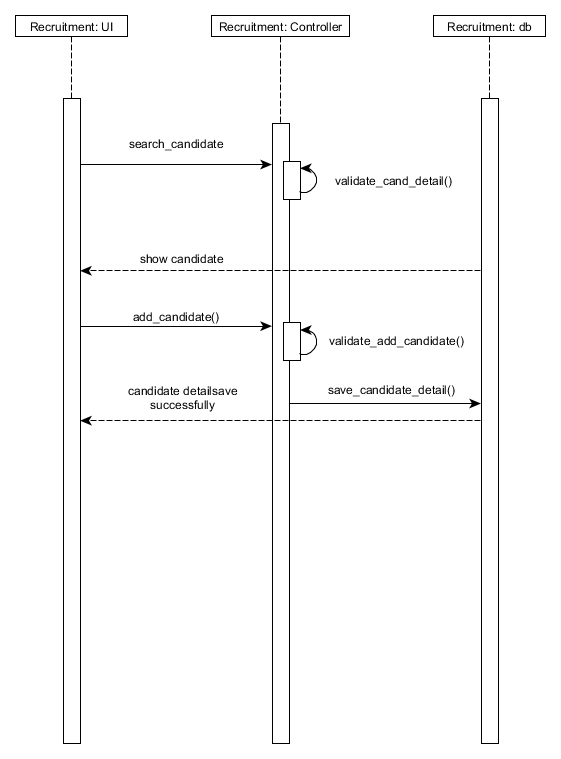 Recruitment: UI
Recruitment: Controller
Recruitment: db
search_candidate
validate_cand_detail()
show candidate
add_candidate()
validate_add_candidate()
candidate detailsave
successfully
save_candidate_detail()